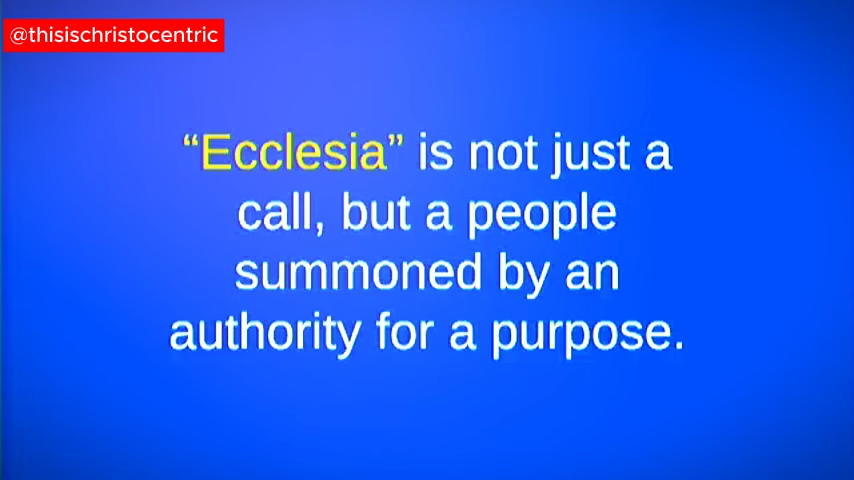 @thisischristocentric
“Ecclesia” is not just a
call, but a people
summoned by an
authority for a purpose.